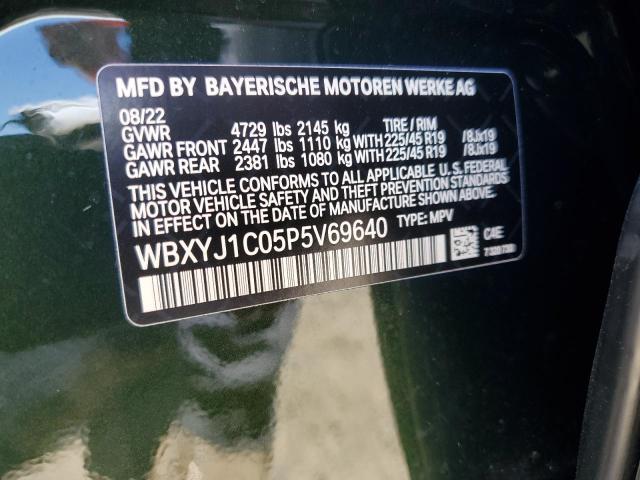 MFD BY BAYERISCHE MOTOREN WERKE AG
08/22
GVWR 4729 lbs 2145 kg TIRE / RIM
GAWR FRONT 2447 lbs 1110 kg WITH 225/45 R19 /8Jx19
GAWR REAR 2381 lbs 1080 kg WITH 225/45 R19 /8Jx19
THIS VEHICLE CONFORMS TO ALL APPLICABLE U.S. FEDERAL
MOTOR VEHICLE SAFETY AND THEFT PREVENTION STANDARDS
IN EFFECT ON THE DATE OF MANUFACTURE SHOWN ABOVE.
WBXYJ1C05P5V69640 TYPE: MPV
C4E